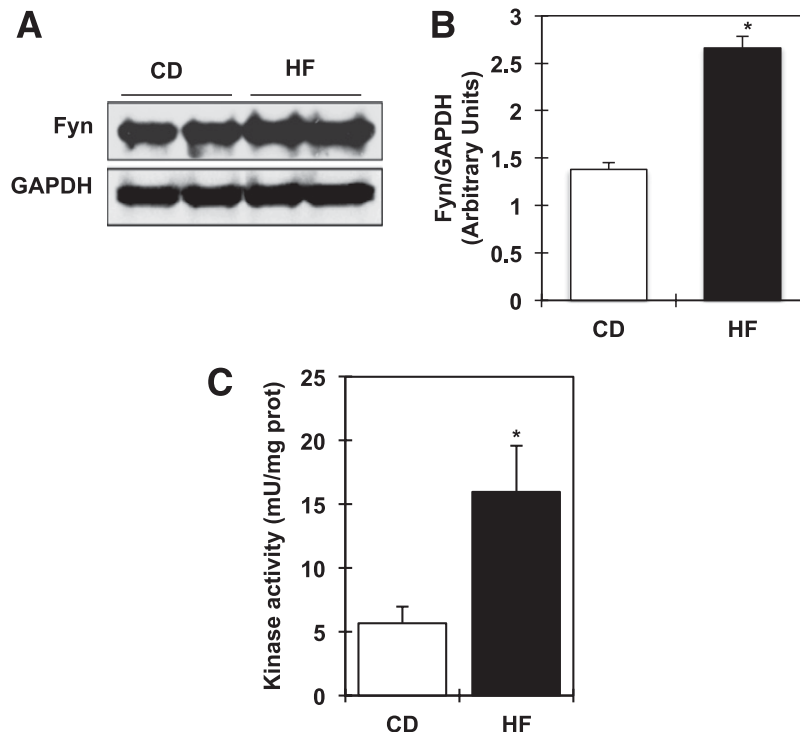 A
CD HF
Fyn
GAPDH
B
Fyn/GAPDH
(Arbitrary Units)
3
2.5
2
1.5
1
0.5
0
*
CD HF
C
Kinase activity (mU/mg prot)
25
20
15
10
5
0
*
CD HF